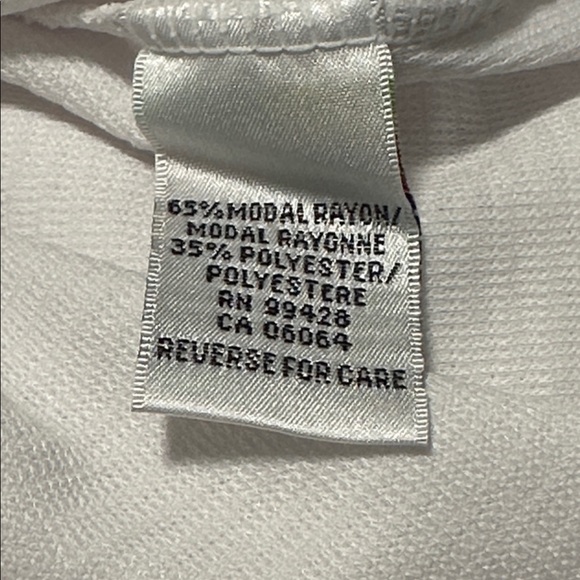 65% MODAL RAYON/
MODAL RAYONNE
35% POLYESTER/
POLYESTERE
RN 99428
CA 06064
REVERSE FOR CARE